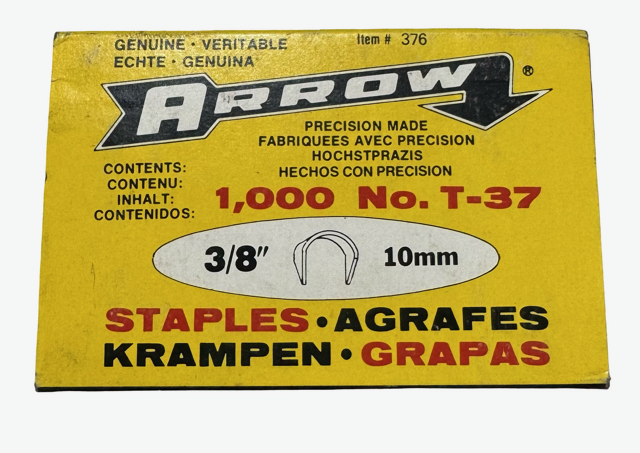 GENUINE · VERITABLE
ECHTE · GENUINA
Item # 376
ARROW®
PRECISION MADE
FABRIQUEES AVEC PRECISION
HOCHSTPRAZIS
HECHOS CON PRECISION
CONTENTS:
CONTENU:
INHALT:
CONTENIDOS:
1,000 No. T-37
3/8" 10mm
STAPLES • AGRAFES
KRAMPEN • GRAPAS